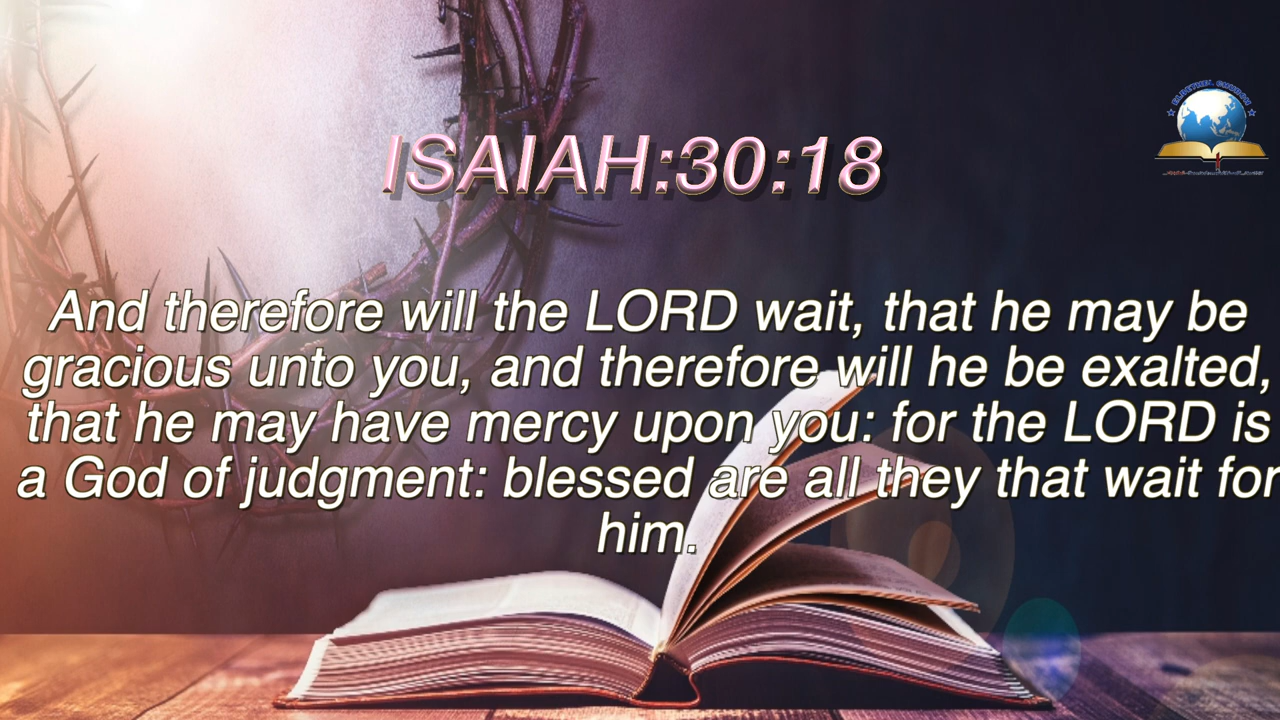 ISAIAH:30:18
And therefore will the LORD wait, that he may be
gracious unto you, and therefore will he be exalted,
that he may have mercy upon you: for the LORD is
a God of judgment: blessed are all they that wait for
him.